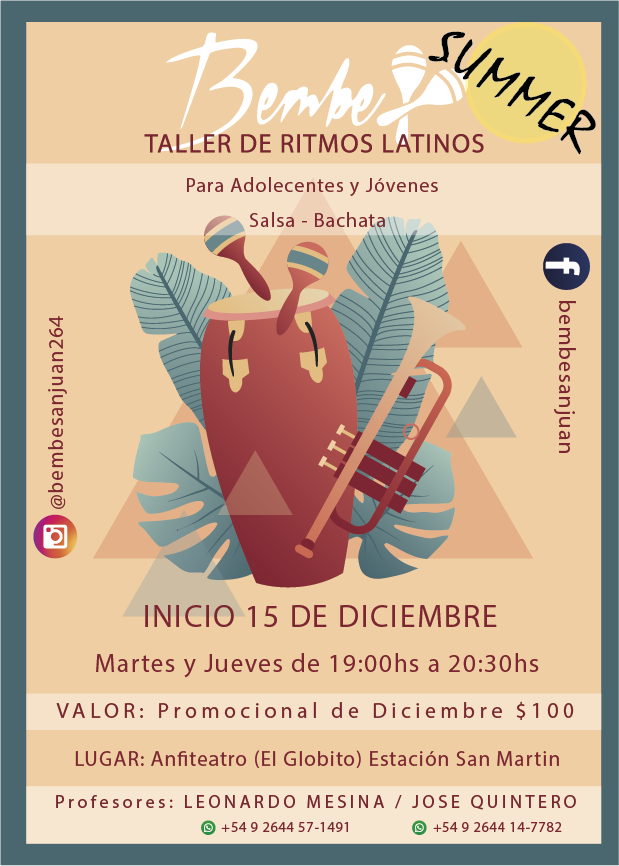 Bembe
SUMMER
TALLER DE RITMOS LATINOS
Para Adolecentes y Jóvenes
Salsa - Bachata
@bembesanjuan264
bembesanjuan
INICIO 15 DE DICIEMBRE
Martes y Jueves de 19:00hs a 20:30hs
VALOR: Promocional de Diciembre $100
LUGAR: Anfiteatro (El Globito) Estación San Martin
Profesores: LEONARDO MESINA / JOSE QUINTERO
+54 9 2644 57-1491 +54 9 2644 14-7782